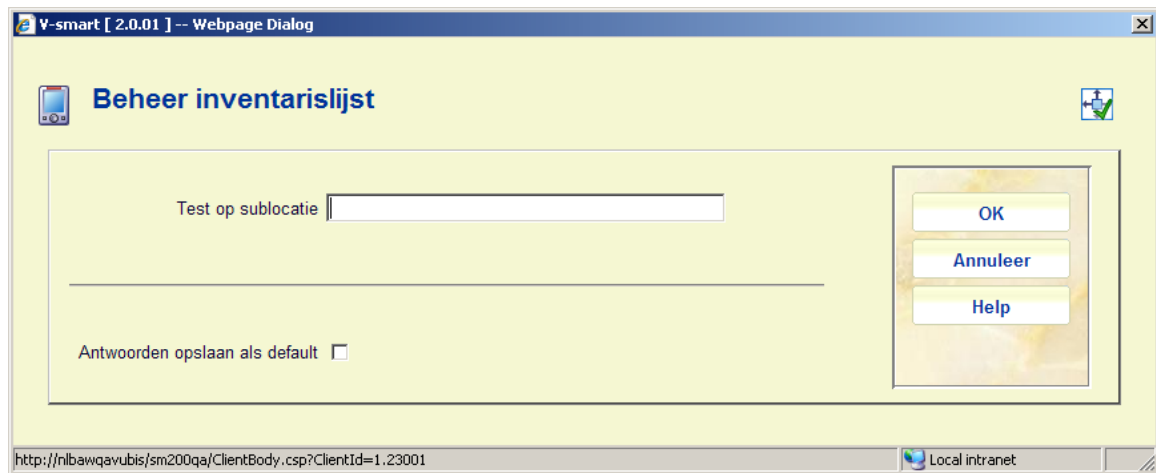 V-smart [ 2.0.01 ] -- Webpage Dialog
Beheer inventarislijst
Test op sublocatie
OK
Annuleer
Help
Antwoorden opslaan als default
http://nlbawqavubis/sm200qa/ClientBody.csp?ClientId=1.23001
Local intranet